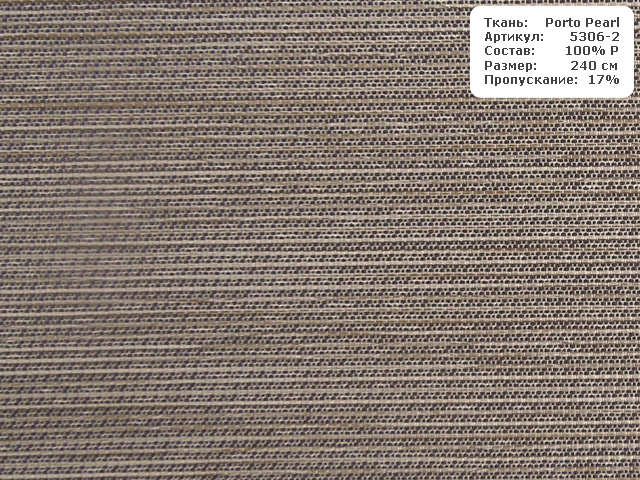 Ткань: Porto Pearl
Артикул: 5306-2
Состав: 100% P
Размер: 240 см
Пропускание: 17%